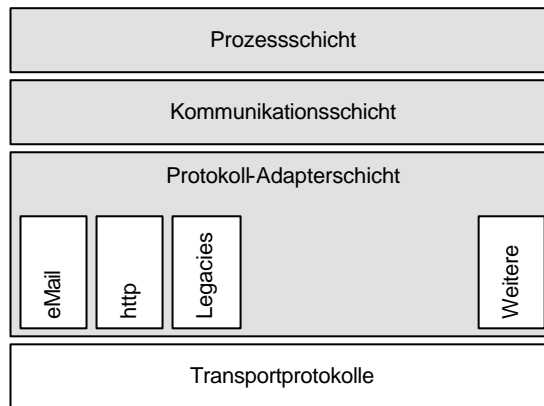 Prozessschicht
Kommunikationsschicht
Protokoll-Adapterschicht
eMail
http
Legacies
Weitere
Transportprotokolle